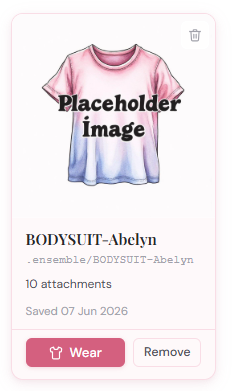 Placeholder
Image
BODYSUIT-Abelyn
.ensemble/BODYSUIT-Abelyn
10 attachments
Saved 07 Jun 2026
Wear
Remove